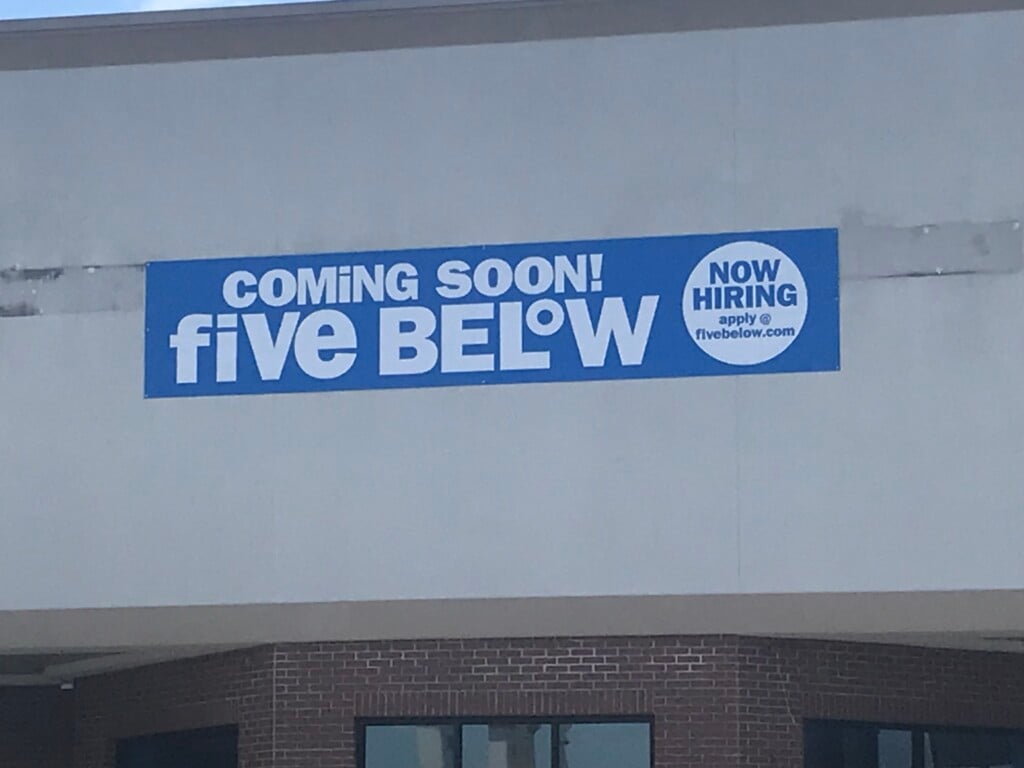 COMiNG SOON!
fiVe BELoW
NOW
HIRING
apply @
fivebelow.com